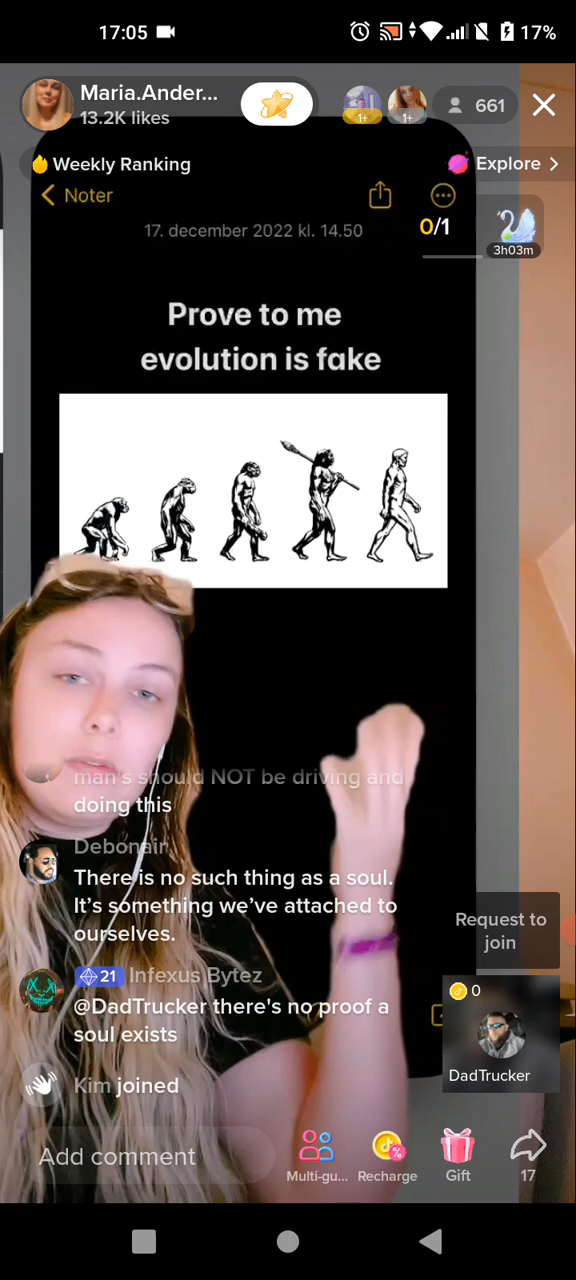 17:05
17%
Maria.Ander...
13.2K likes
1+
1+
661
Weekly Ranking
Explore >
Noter
17. december 2022 kl. 14.50
0/1
3h03m
Prove to me
evolution is fake
man's should NOT be driving and
doing this
Debonair
There is no such thing as a soul.
It's something we've attached to
ourselves.
21 Infexus Bytez
@DadTrucker there's no proof a
soul exists
Kim joined
Request to
join
0
DadTrucker
Add comment
Multi-gu...
Recharge
Gift
17